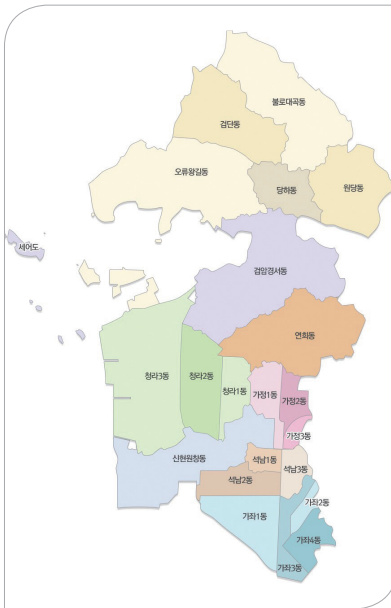 불로대곡동
검단동
오류왕길동
당하동
원당동
세어도
검암경서동
연희동
청라3동
청라2동
청라1동
가정1동
가정2동
가정3동
신현원창동
석남1동
석남3동
석남2동
가좌2동
가좌1동
가좌4동
가좌3동